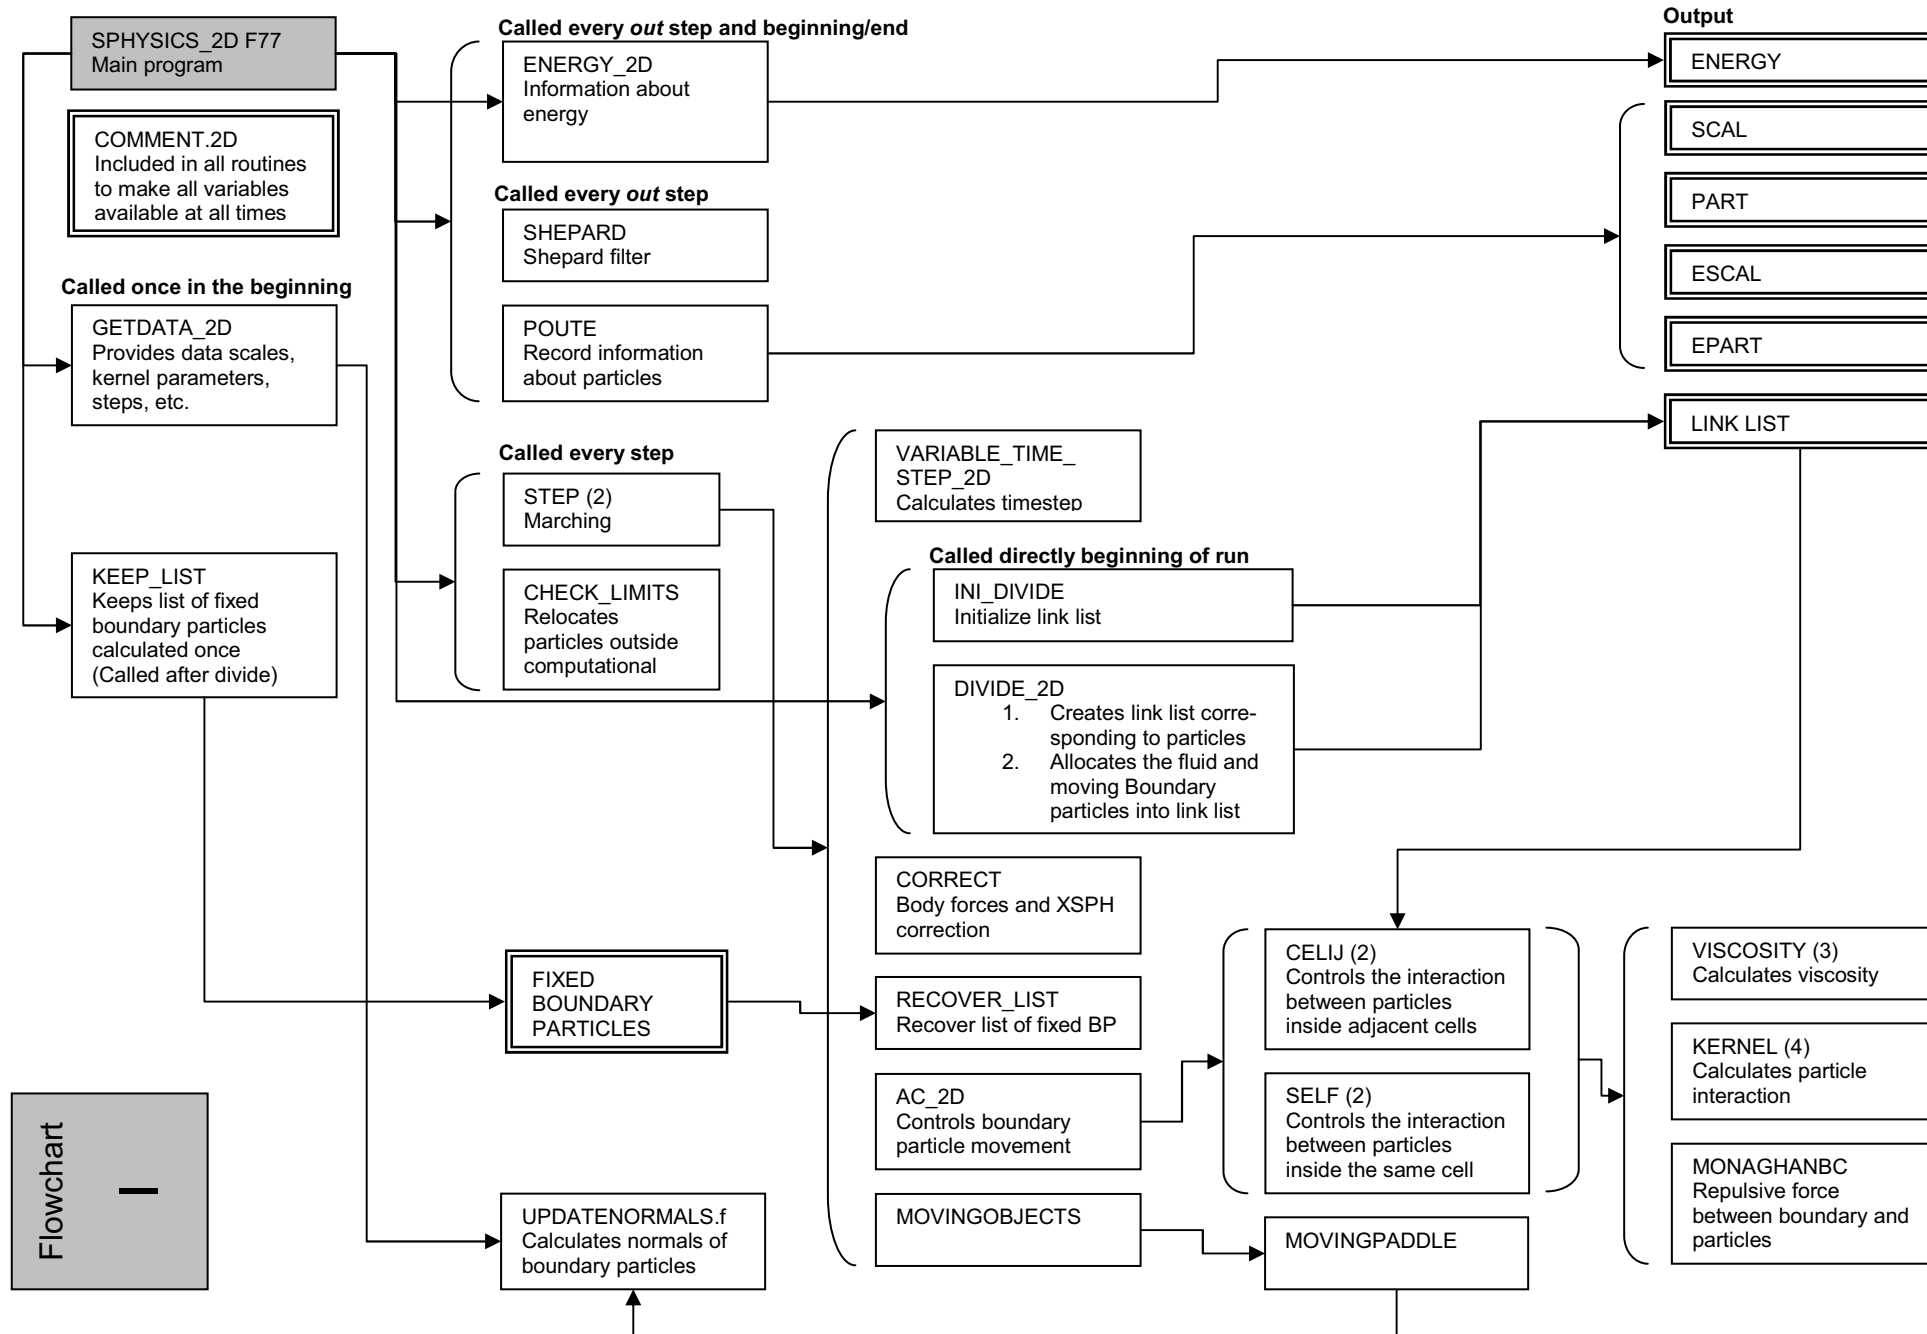 SPHYSICS_2D F77
Main program
COMMENT.2D
Included in all routines
to make all variables
available at all times
Called once in the beginning
GETDATA_2D
Provides data scales,
kernel parameters,
steps, etc.
KEEP_LIST
Keeps list of fixed
boundary particles
calculated once
(Called after divide)
Flowchart
I
Called every out step and beginning/end
ENERGY_2D
Information about
energy
Called every out step
SHEPARD
Shepard filter
POUTE
Record information
about particles
Called every step
STEP (2)
Marching
CHECK_LIMITS
Relocates
particles outside
computational
FIXED
BOUNDARY
PARTICLES
UPDATENORMALS.f
Calculates normals of
boundary particles
VARIABLE_TIME_
STEP_2D
Calculates timestep
Called directly beginning of run
INI_DIVIDE
Initialize link list
DIVIDE_2D
1. Creates link list corre-
sponding to particles
2. Allocates the fluid and
moving Boundary
particles into link list
CORRECT
Body forces and XSPH
correction
RECOVER_LIST
Recover list of fixed BP
AC_2D
Controls boundary
particle movement
MOVINGOBJECTS
CELIJ (2)
Controls the interaction
between particles
inside adjacent cells
SELF (2)
Controls the interaction
between particles
inside the same cell
MOVINGPADDLE
Output
ENERGY
SCAL
PART
ESCAL
EPART
LINK LIST
VISCOSITY (3)
Calculates viscosity
KERNEL (4)
Calculates particle
interaction
MONAGHANBC
Repulsive force
between boundary and
particles